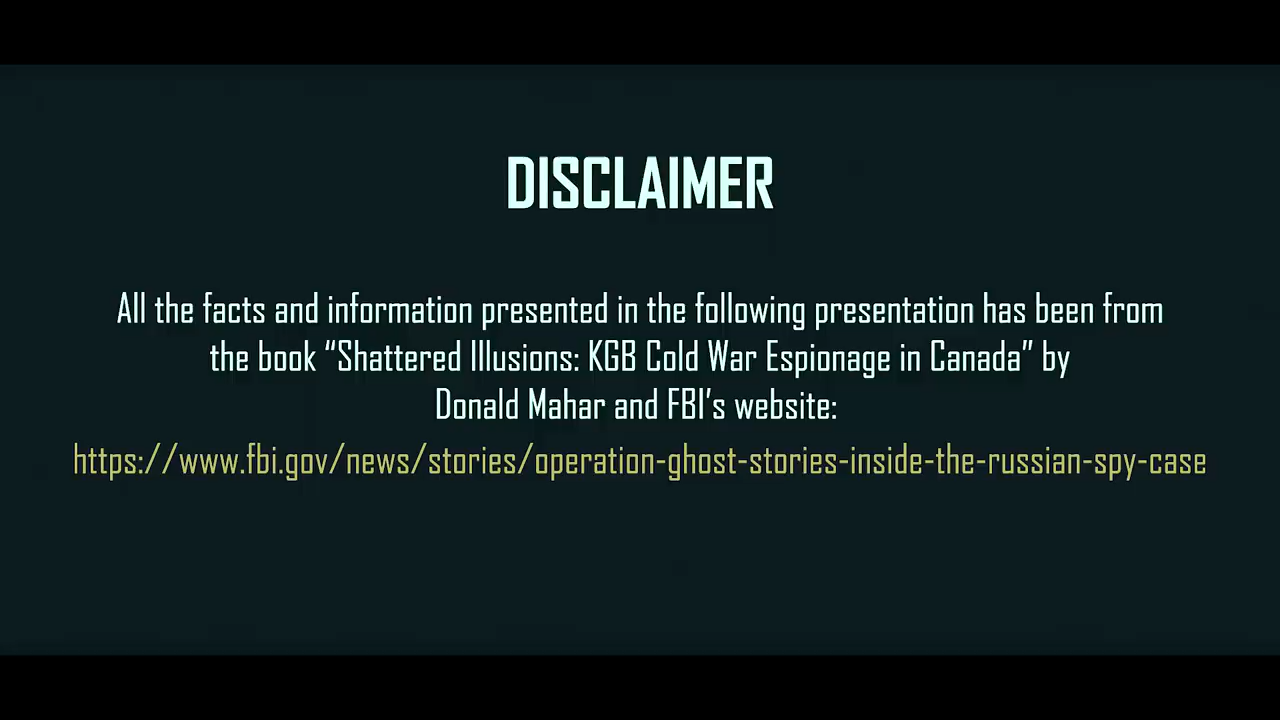 DISCLAIMER
All the facts and information presented in the following presentation has been from
the book “Shattered Illusions: KGB Cold War Espionage in Canada” by
Donald Mahar and FBI’s website:
https://www.fbi.gov/news/stories/operation-ghost-stories-inside-the-russian-spy-case